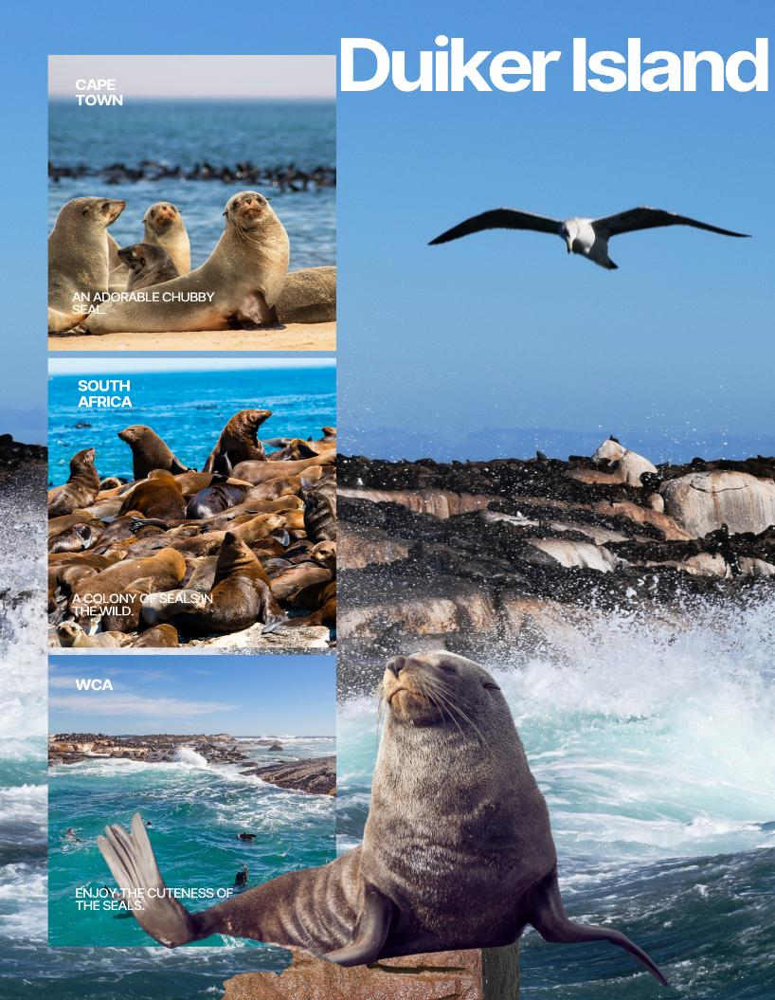 Duiker Island
CAPE
TOWN
AN ADORABLE CHUBBY
SEAL.
SOUTH
AFRICA
A COLONY OF SEALS IN
THE WILD.
WCA
ENJOY THE CUTENESS OF
THE SEALS.